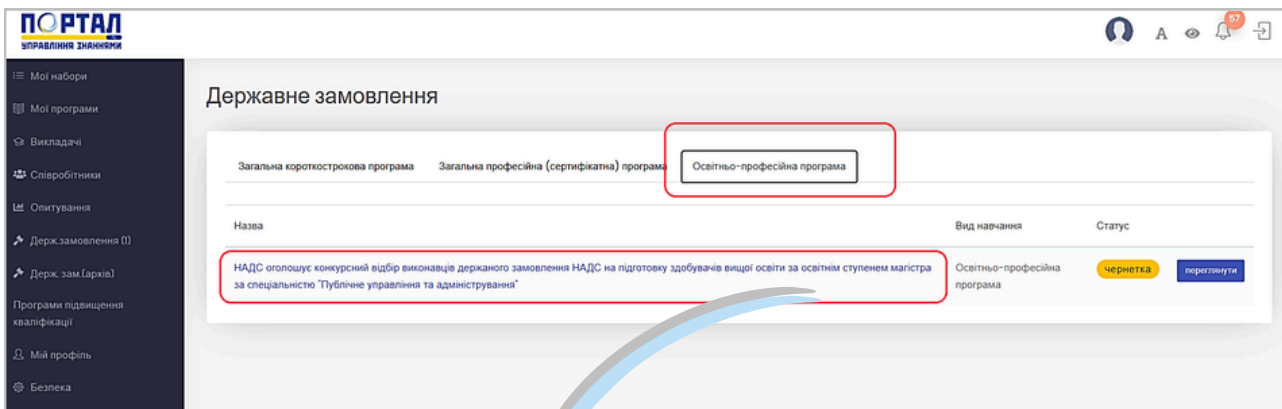 ПОРТАЛ
УПРАВЛІННЯ ЗНАННЯМИ
A
57
Мої набори
Мої програми
Викладачі
Співробітники
Опитування
Держ.замовлення (1)
Держ. зам.(архів)
Програми підвищення
кваліфікації
Мій профіль
Безпека
Державне замовлення
Загальна короткострокова програма Загальна професійна (сертифікатна) програма Освітньо-професійна програма
Назва Вид навчання Статус
НАДС оголошує конкурсний відбір виконавців держаного замовлення НАДС на підготовку здобувачів вищої освіти за освітнім ступенем магістра
за спеціальністю "Публічне управління та адміністрування"
Освітньо-професійна
програма
чернетка
переглянути